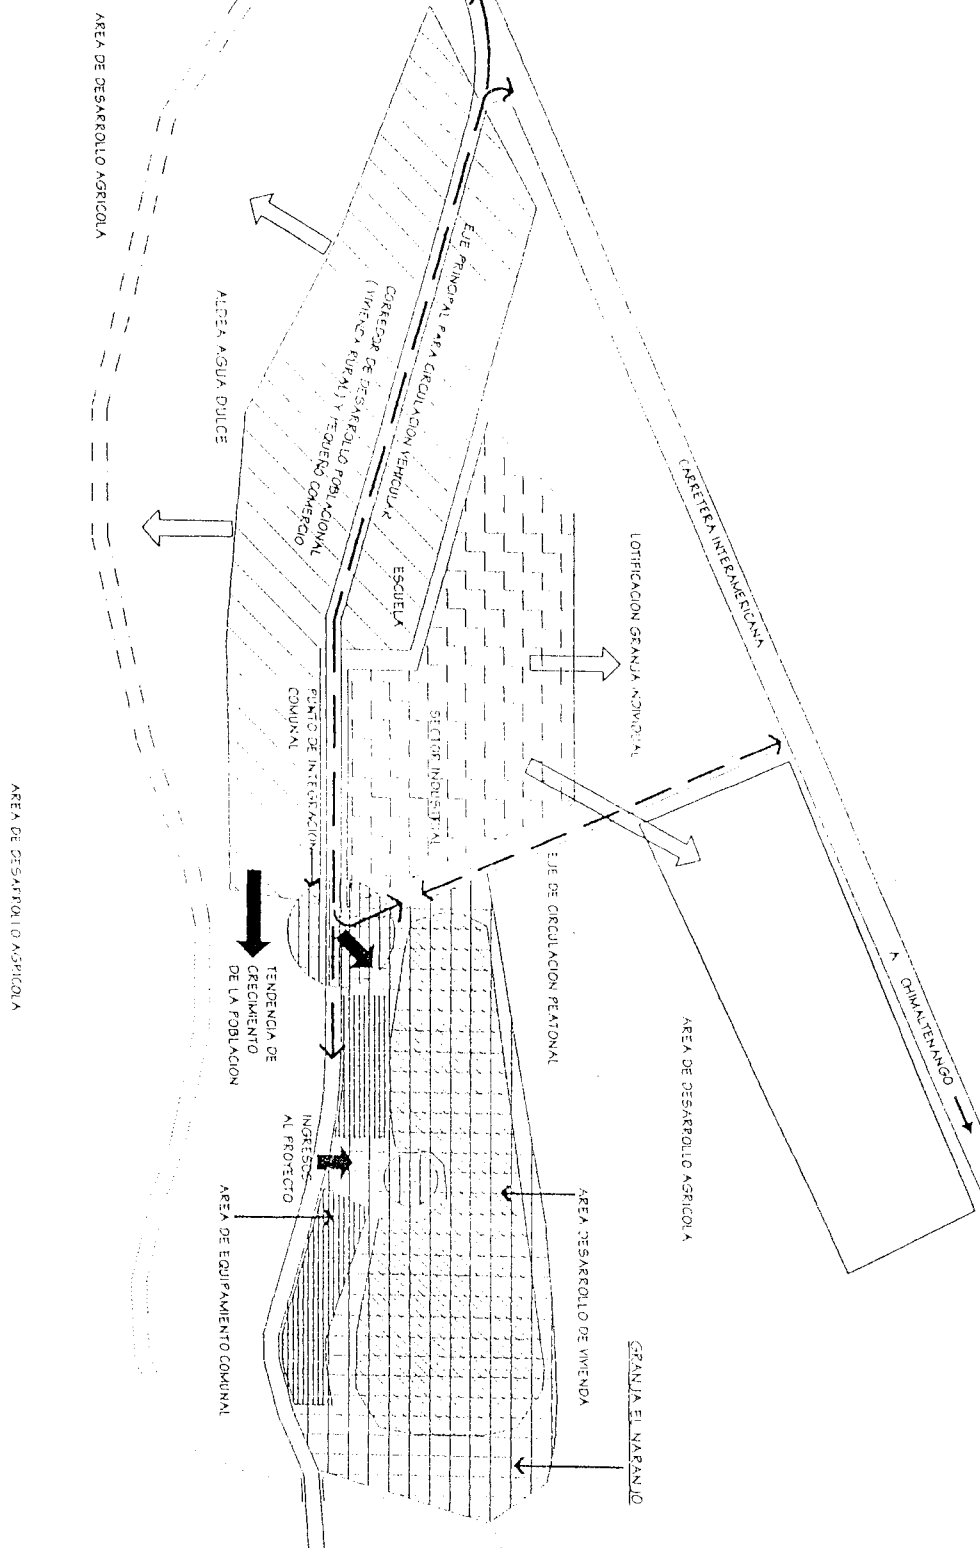 AREA DE DESARROLLO AGRICOLA
ALDEA AGUA DULCE
EJE PRINCIPAL PARA CIRCULACION VEHICULAR
CORREDOR DE DESARROLLO POBLACIONAL
(VIVIENDA RURAL) Y PEQUEÑO COMERCIO
ESCUELA
CARRETERA INTERAMERICANA
LOTIFICACION GRANJA INDIVIDUAL
SECTOR INDUSTRIAL
PUNTO DE INTEGRACION
COMUNAL
EJE DE CIRCULACION PEATONAL
A CHIMALTENANGO
AREA DE DESARROLLO AGRICOLA
AREA DE DESARROLLO AGRICOLA
TENDENCIA DE
CRECIMIENTO
DE LA POBLACION
INGRESOS
AL PROYECTO
AREA DE EQUIPAMIENTO COMUNAL
AREA DESARROLLO DE VIVIENDA
GRANJA EL NARANJO